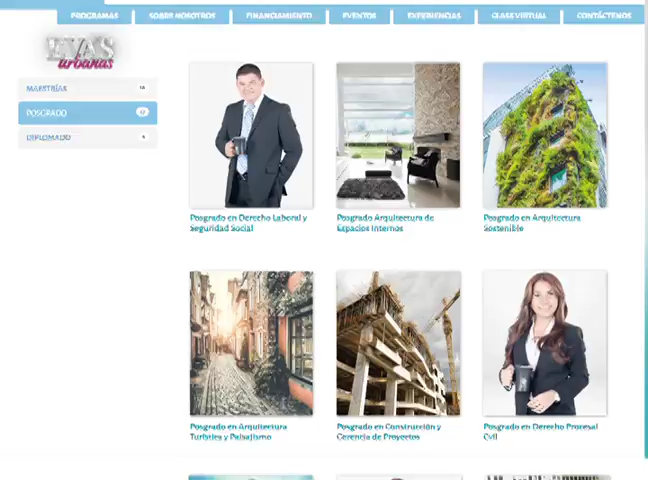 PROGRAMAS
SOBRE NOSOTROS
FINANCIAMIENTO
EVENTOS
EXPERIENCIAS
CLASS VIRTUAL
CONTÁCTENOS
EVAS
urbanas
MAESTRÍAS
POSGRADO
DIPLOMADO
Posgrado en Derecho Laboral y
Seguridad Social
Posgrado Arquitectura de
Espacios Internos
Posgrado en Arquitectura
Sostenible
Posgrado en Arquitectura
Turística y Paisajismo
Posgrado en Construcción y
Gerencia de Proyectos
Posgrado en Derecho Procesal
Civil